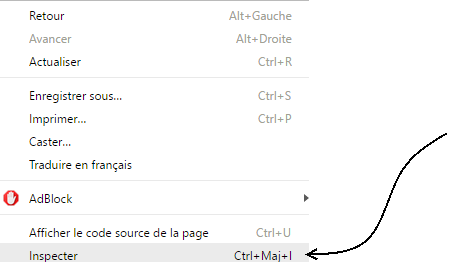 Retour Alt+Gauche
Avancer Alt+Droite
Actualiser Ctrl+R
Enregistrer sous... Ctrl+S
Imprimer... Ctrl+P
Caster...
Traduire en français
AdBlock
Afficher le code source de la page Ctrl+U
Inspecter Ctrl+Maj+I